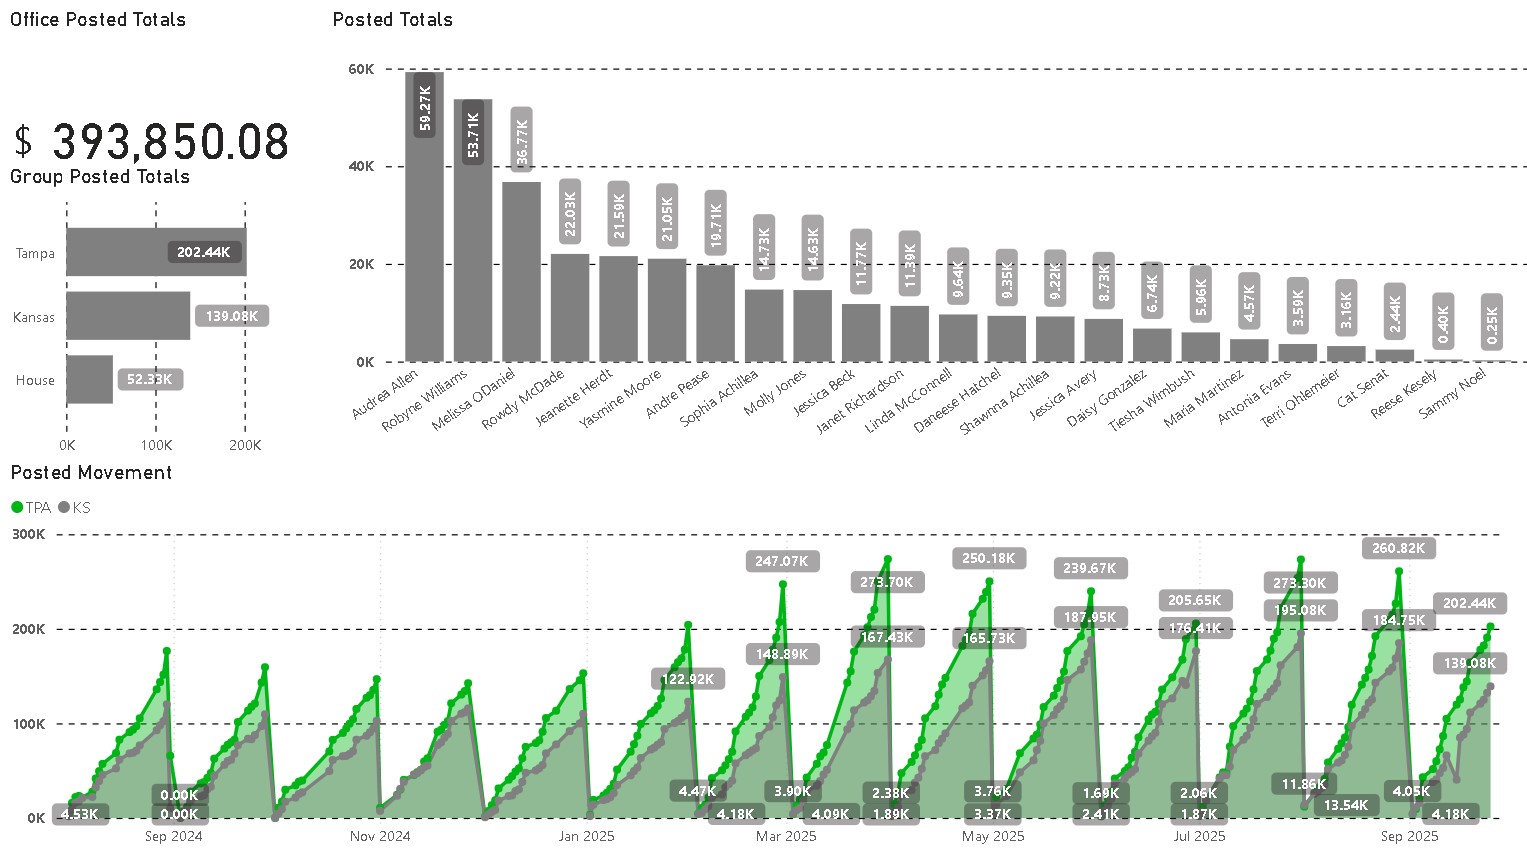 Office Posted Totals
$ 393,850.08
Group Posted Totals
Tampa 202.44K
Kansas 139.08K
House 52.33K
0K 100K 200K
Posted Totals
60K
40K
20K
0K
59.27K
53.71K
36.77K
22.03K
21.59K
21.05K
19.71K
14.73K
14.63K
11.77K
11.39K
9.64K
9.35K
9.22K
8.73K
6.74K
5.96K
4.57K
3.59K
3.16K
2.44K
0.40K
0.25K
Audrea Allen
Robyne Williams
Melissa ODaniel
Rowdy McDade
Jeanette Herdt
Yasmine Moore
Andre Pease
Sophia Achillea
Molly Jones
Jessica Beck
Janet Richardson
Linda McConnell
Daneese Hatchel
Shawnna Achillea
Jessica Avery
Daisy Gonzalez
Tiesha Wimbush
Maria Martinez
Antonia Evans
Terri Ohlemeier
Cat Senat
Reese Kesely
Sammy Noel
Posted Movement
TPA KS
300K
200K
100K
0K
4.53K
0.00K
0.00K
122.92K
4.47K
4.18K
247.07K
148.89K
3.90K
4.09K
273.70K
167.43K
2.38K
1.89K
250.18K
165.73K
3.76K
3.37K
239.67K
187.95K
1.69K
2.41K
205.65K
176.41K
2.06K
1.87K
273.30K
195.08K
11.86K
13.54K
260.82K
184.75K
4.05K
4.18K
202.44K
139.08K
Sep 2024 Nov 2024 Jan 2025 Mar 2025 May 2025 Jul 2025 Sep 2025